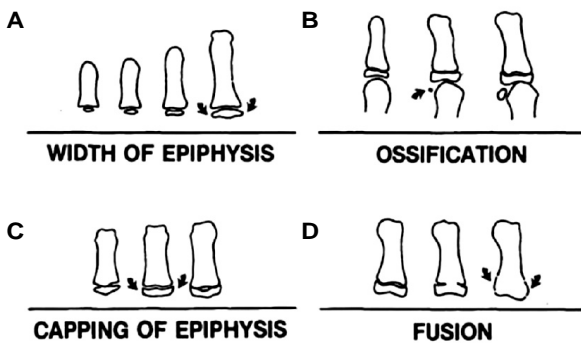 A
B
WIDTH OF EPIPHYSIS
OSSIFICATION
C
D
CAPPING OF EPIPHYSIS
FUSION